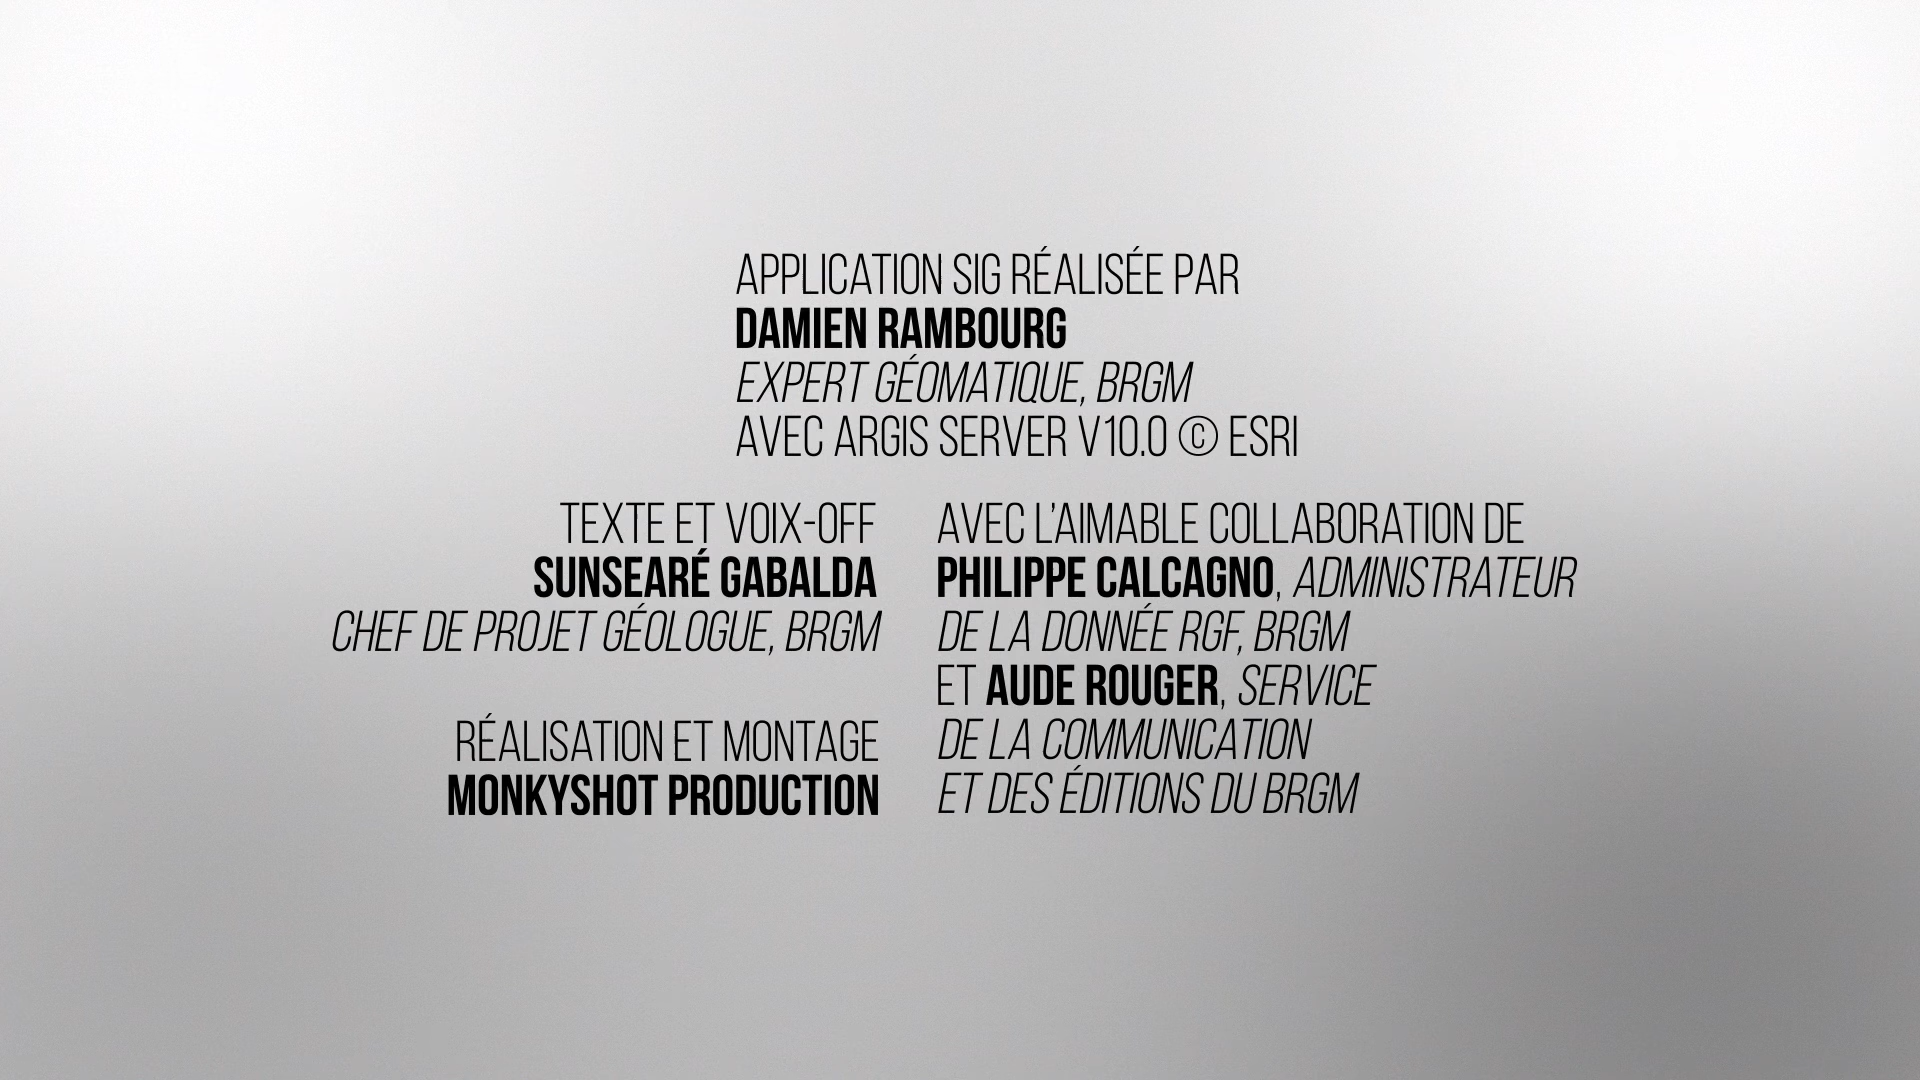 APPLICATION SIG RÉALISÉE PAR
DAMIEN RAMBOURG
EXPERT GÉOMATIQUE, BRGM
AVEC ARGIS SERVER V10.0 © ESRI
TEXTE ET VOIX-OFF
SUNSEARÉ GABALDA
CHEF DE PROJET GÉOLOGUE, BRGM
RÉALISATION ET MONTAGE
MONKYSHOT PRODUCTION
AVEC L'AIMABLE COLLABORATION DE
PHILIPPE CALCAGNO, ADMINISTRATEUR
DE LA DONNÉE RGF, BRGM
ET AUDE ROUGER, SERVICE
DE LA COMMUNICATION
ET DES ÉDITIONS DU BRGM